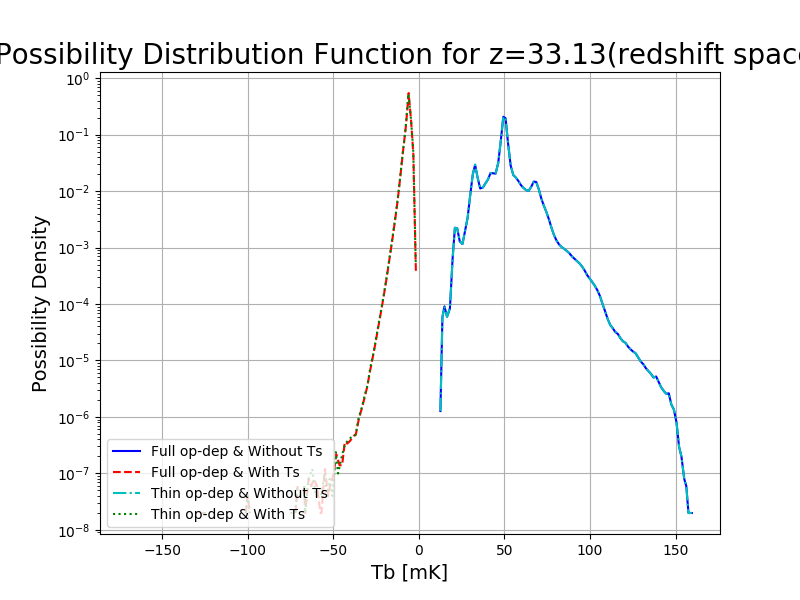 Possibility Distribution Function for z=33.13(redshift space
10⁰
10⁻¹
10⁻²
10⁻³
10⁻⁴
10⁻⁵
10⁻⁶
10⁻⁷
10⁻⁸
Possibility Density
Full op-dep & Without Ts
Full op-dep & With Ts
Thin op-dep & Without Ts
Thin op-dep & With Ts
−150 −100 −50 0 50 100 150
Tb [mK]